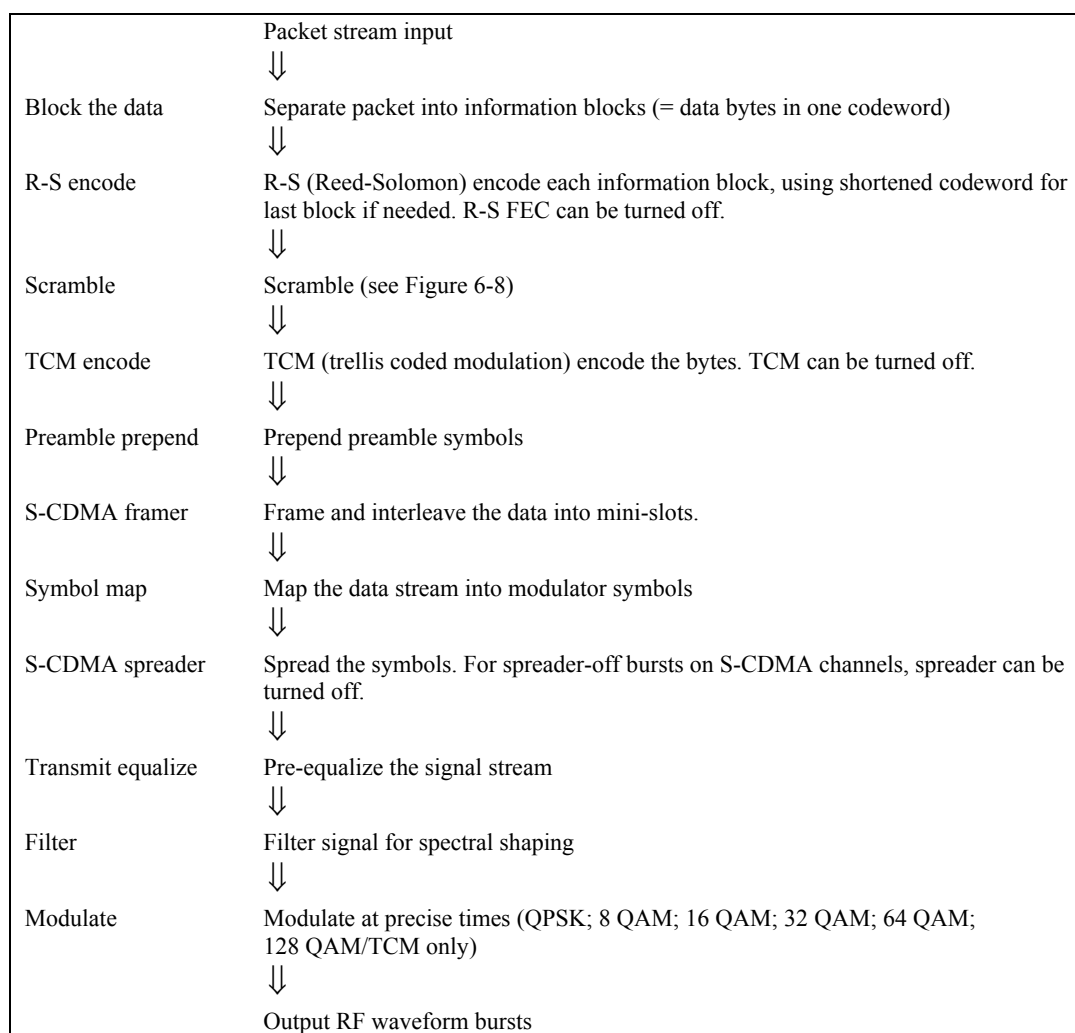 Packet stream input
⇓
Block the data Separate packet into information blocks (= data bytes in one codeword)
⇓
R-S encode R-S (Reed-Solomon) encode each information block, using shortened codeword for
last block if needed. R-S FEC can be turned off.
⇓
Scramble Scramble (see Figure 6-8)
⇓
TCM encode TCM (trellis coded modulation) encode the bytes. TCM can be turned off.
⇓
Preamble prepend Prepend preamble symbols
⇓
S-CDMA framer Frame and interleave the data into mini-slots.
⇓
Symbol map Map the data stream into modulator symbols
⇓
S-CDMA spreader Spread the symbols. For spreader-off bursts on S-CDMA channels, spreader can be
turned off.
⇓
Transmit equalize Pre-equalize the signal stream
⇓
Filter Filter signal for spectral shaping
⇓
Modulate Modulate at precise times (QPSK; 8 QAM; 16 QAM; 32 QAM; 64 QAM;
128 QAM/TCM only)
⇓
Output RF waveform bursts